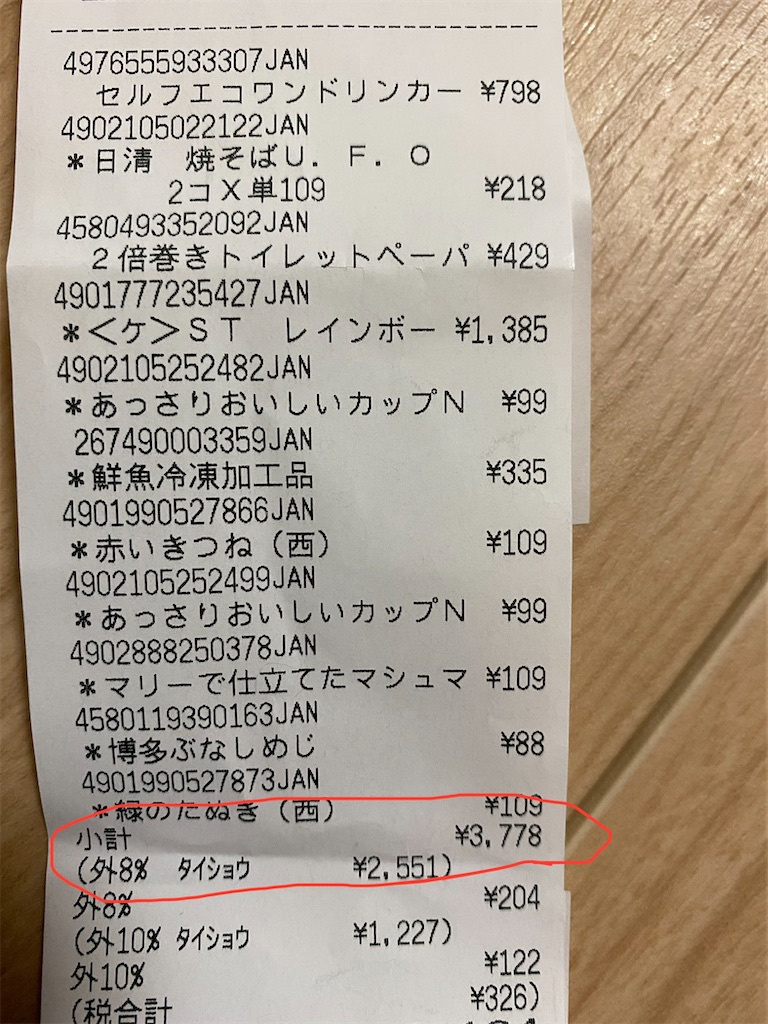 4976555933307JAN
セルフエコワンドリンカー ¥798
4902105022122JAN
*日清 焼そばU.F.O
2コX単109 ¥218
4580493352092JAN
2倍巻きトイレットペーパ ¥429
4901777235427JAN
*<ケ>ST レインボー ¥1,385
4902105252482JAN
*あっさりおいしいカップN ¥99
267490003359JAN
*鮮魚冷凍加工品 ¥335
4901990527866JAN
*赤いきつね(西) ¥109
4902105252499JAN
*あっさりおいしいカップN ¥99
4902888250378JAN
*マリーで仕立てたマシュマ ¥109
4580119390163JAN
*博多ぶなしめじ ¥88
4901990527873JAN
*緑のたぬき(西) ¥109
小計 ¥3,778
(外8% タイショウ ¥2,551)
外8% ¥204
(外10% タイショウ ¥1,227)
外10% ¥122
(税合計 ¥326)